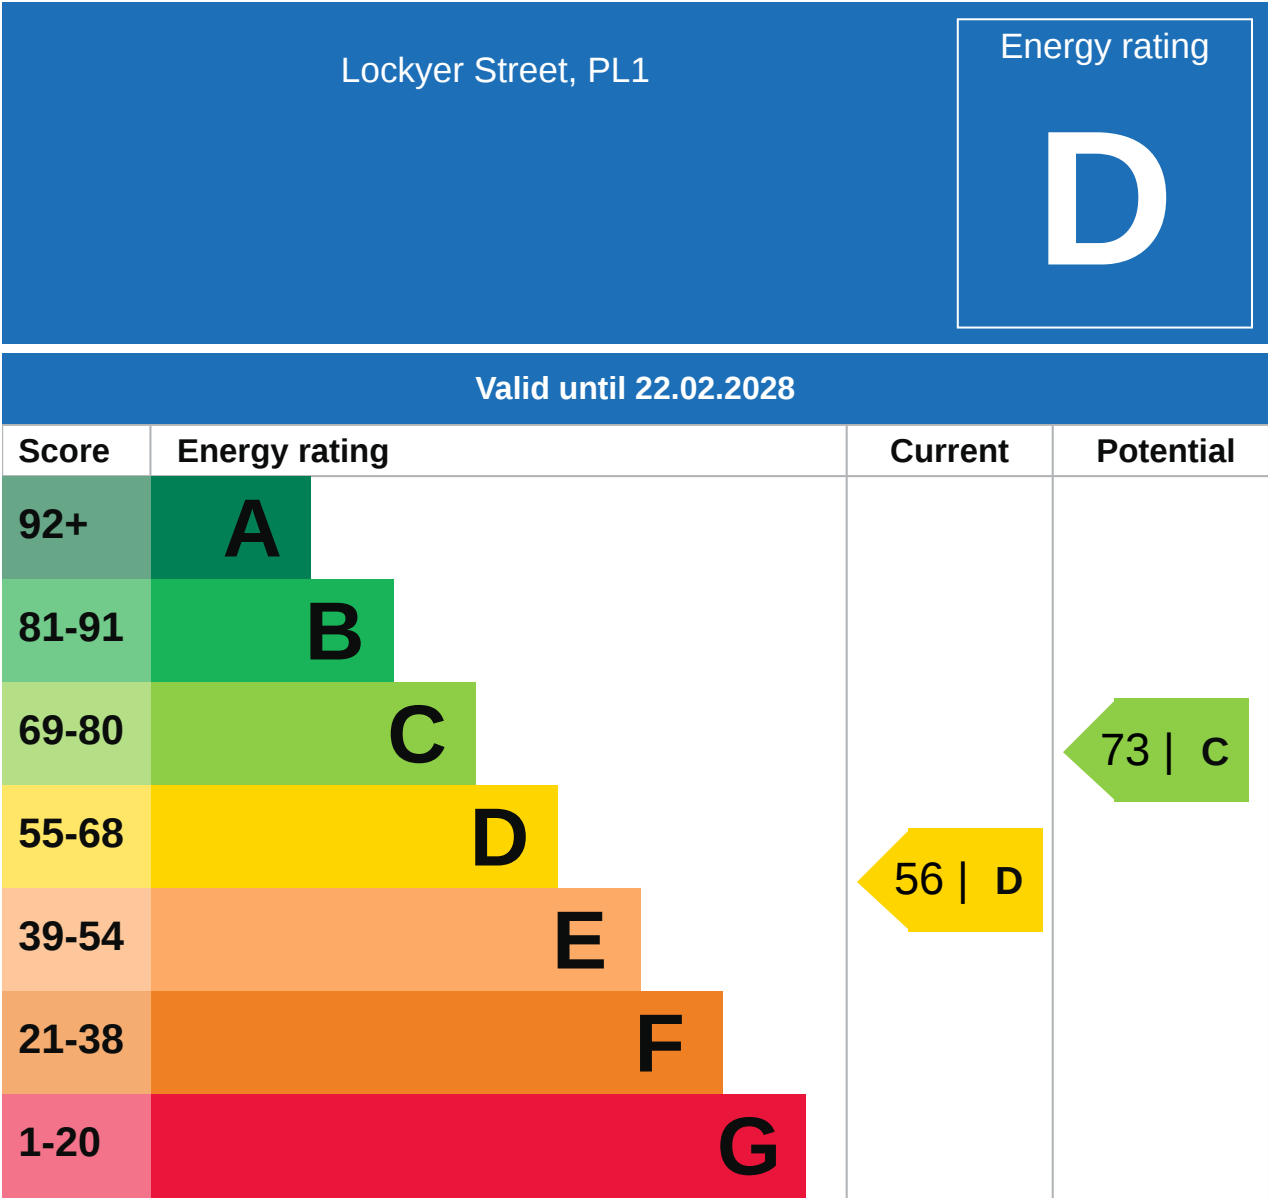 Lockyer Street, PL1
Energy rating
D
Valid until 22.02.2028
Score Energy rating Current Potential
92+ A
81-91 B
69-80 C 73 | C
55-68 D 56 | D
39-54 E
21-38 F
1-20 G